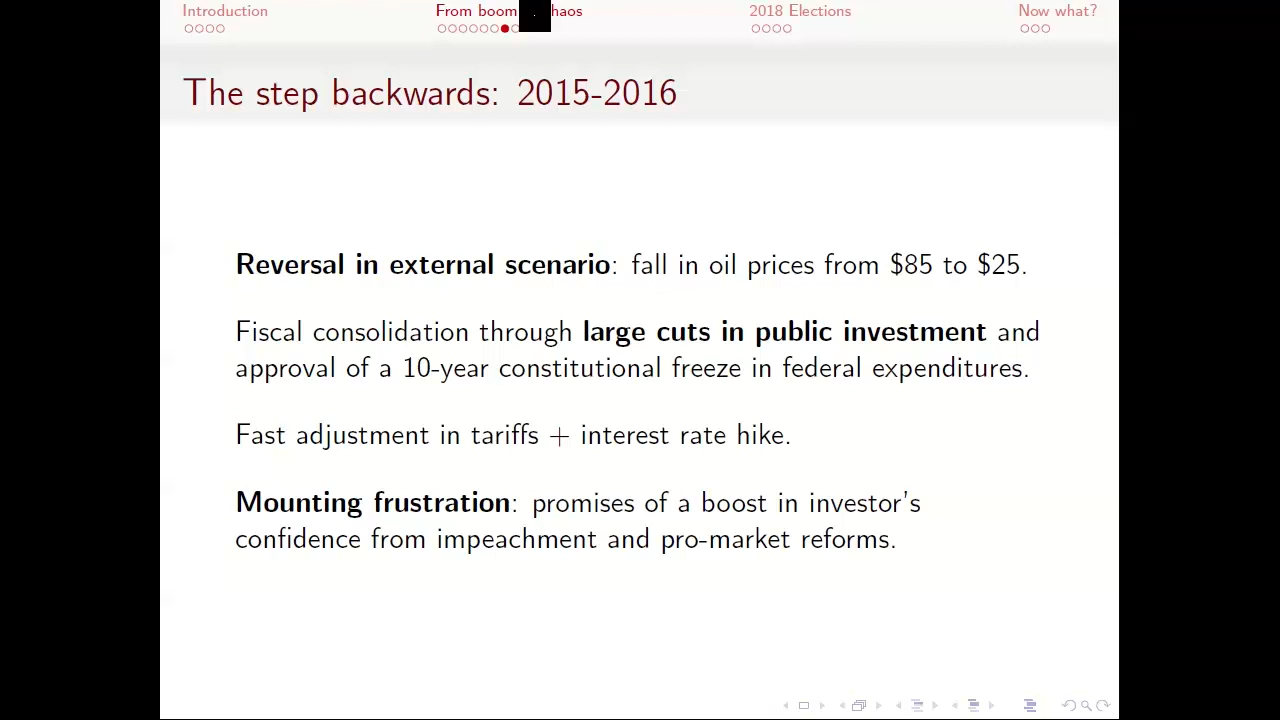 Introduction
From boom haos
2018 Elections
Now what?
The step backwards: 2015-2016
Reversal in external scenario: fall in oil prices from $85 to $25.
Fiscal consolidation through large cuts in public investment and
approval of a 10-year constitutional freeze in federal expenditures.
Fast adjustment in tariffs + interest rate hike.
Mounting frustration: promises of a boost in investor's
confidence from impeachment and pro-market reforms.